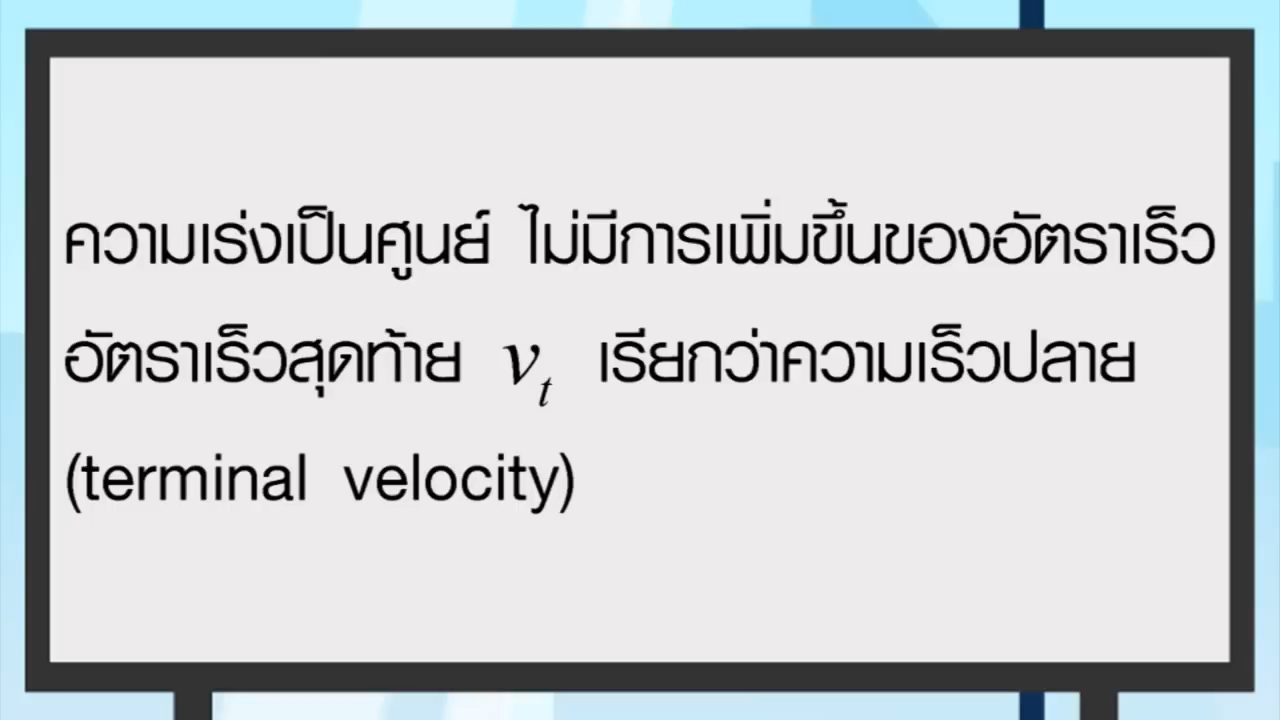 ความเร่งเป็นศูนย์ ไม่มีการเพิ่มขึ้นของอัตราเร็ว
อัตราเร็วสุดท้าย vₜ เรียกว่าความเร็วปลาย
(terminal velocity)